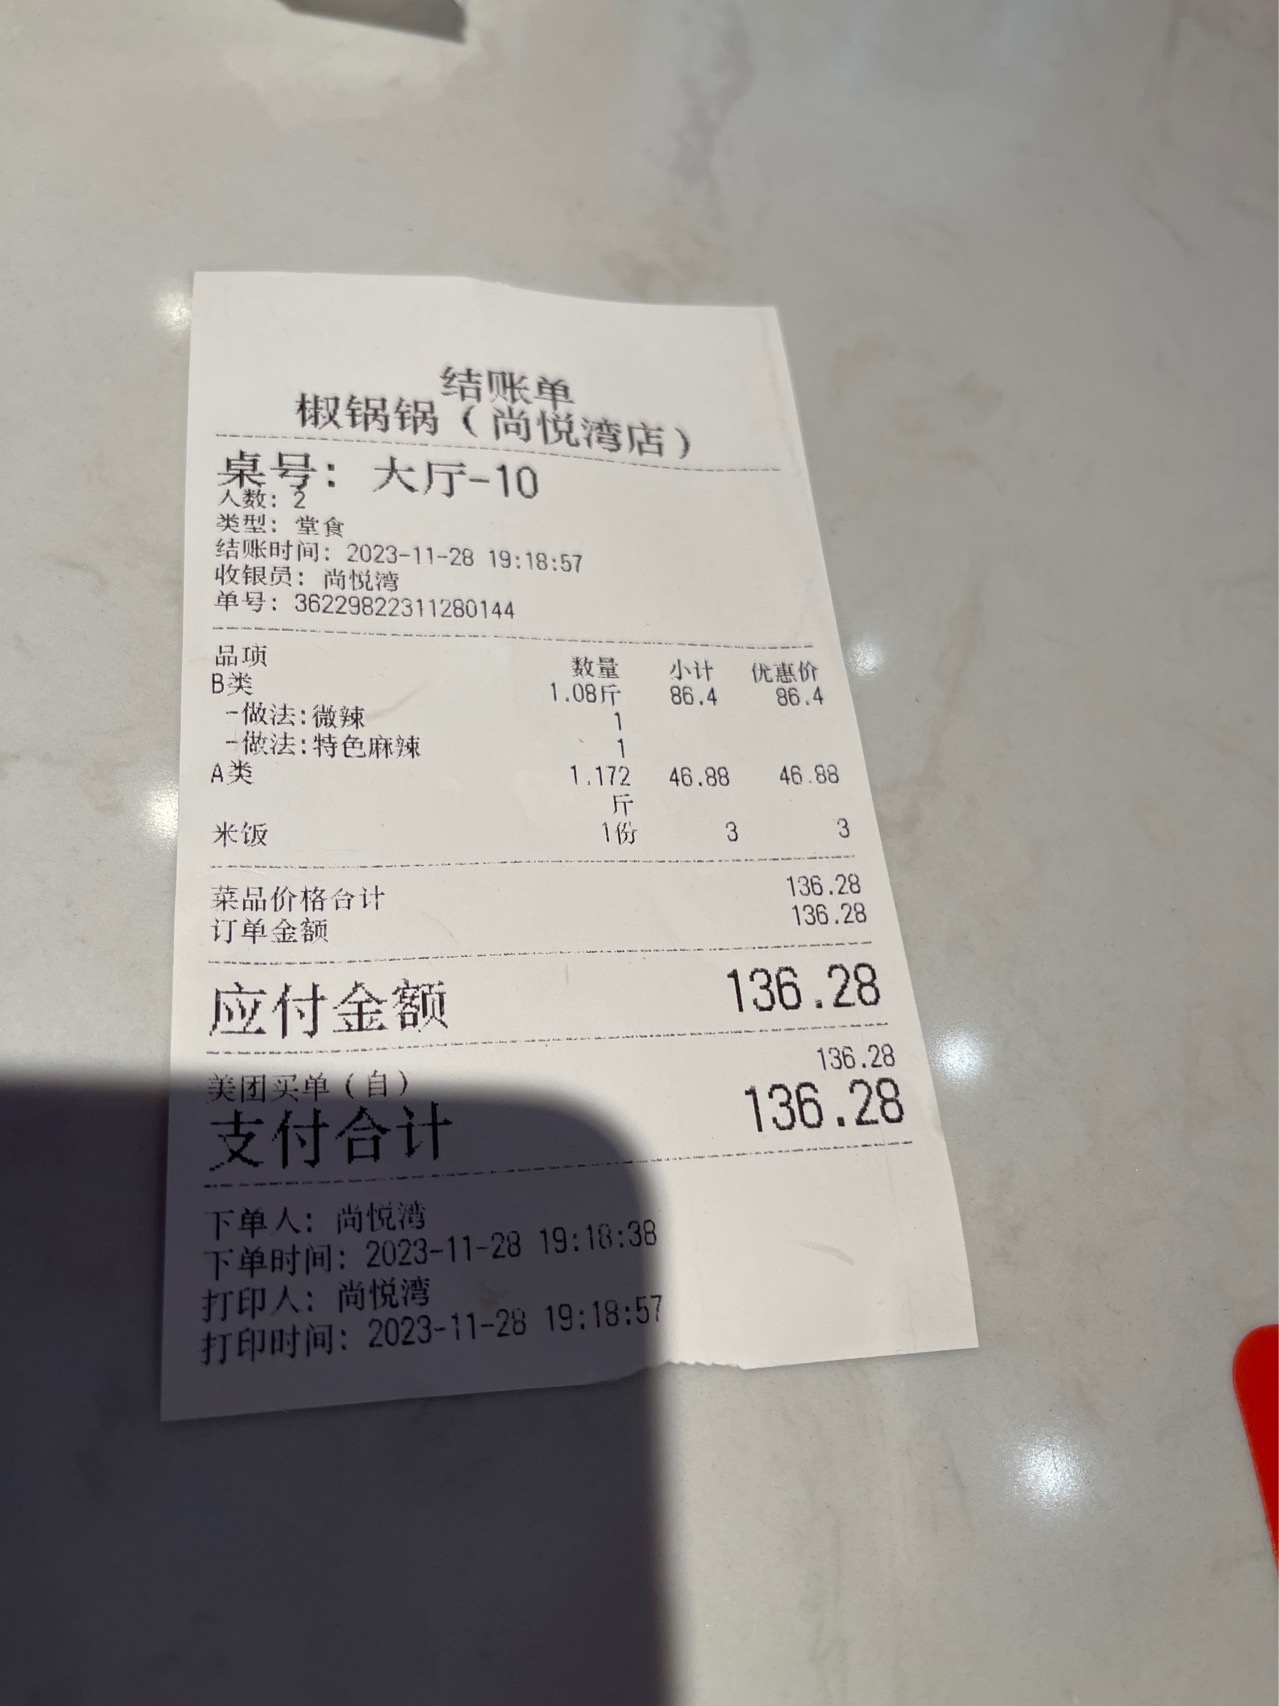 结账单
椒锅锅（尚悦湾店）
桌号： 大厅-10
人数：2
类型：堂食
结账时间：2023-11-28 19:18:57
收银员：尚悦湾
单号：36229822311280144
品项 数量 小计 优惠价
B类 1.08斤 86.4 86.4
-做法:微辣 1
-做法:特色麻辣 1
A类 1.172 46.88 46.88
斤
米饭 1份 3 3
菜品价格合计 136.28
订单金额 136.28
应付金额 136.28
美团买单（自） 136.28
支付合计 136.28
下单人：尚悦湾
下单时间：2023-11-28 19:18:38
打印人：尚悦湾
打印时间：2023-11-28 19:18:57